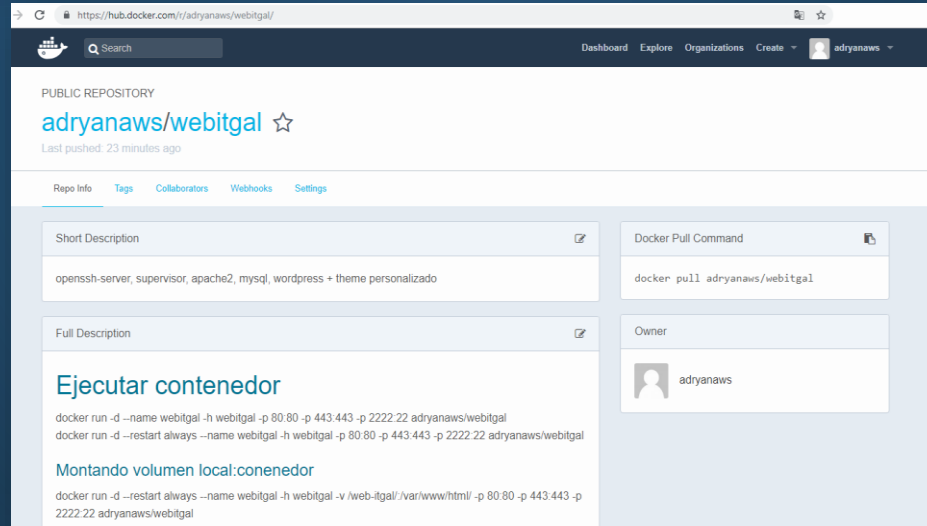 https://hub.docker.com/r/adryanaws/webitgal/
Search
Dashboard Explore Organizations Create adryanaws
PUBLIC REPOSITORY
adryanaws/webitgal
Last pushed: 23 minutes ago
Repo Info Tags Collaborators Webhooks Settings
Short Description
openssh-server, supervisor, apache2, mysql, wordpress + theme personalizado
Docker Pull Command
docker pull adryanaws/webitgal
Full Description
Ejecutar contenedor
docker run -d --name webitgal -h webitgal -p 80:80 -p 443:443 -p 2222:22 adryanaws/webitgal
docker run -d --restart always --name webitgal -h webitgal -p 80:80 -p 443:443 -p 2222:22 adryanaws/webitgal
Montando volumen local:conenedor
docker run -d --restart always --name webitgal -h webitgal -v /web-itgal/:/var/www/html/ -p 80:80 -p 443:443 -p
2222:22 adryanaws/webitgal
Owner
adryanaws